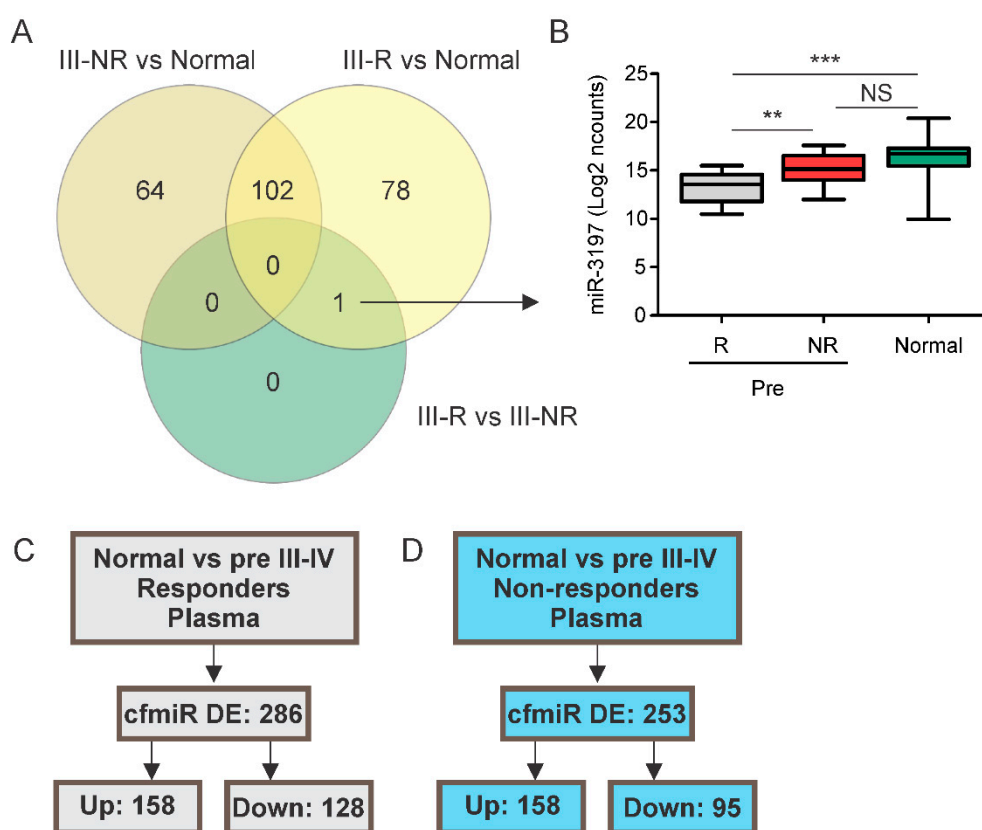 A
III-NR vs Normal
III-R vs Normal
64
102
78
0
0
1
0
III-R vs III-NR
B
miR-3197 (Log2 ncounts)
25
20
15
10
5
0
***
**
NS
R
NR
Normal
Pre
C
Normal vs pre III-IV
Responders
Plasma
cfmiR DE: 286
Up: 158
Down: 128
D
Normal vs pre III-IV
Non-responders
Plasma
cfmiR DE: 253
Up: 158
Down: 95